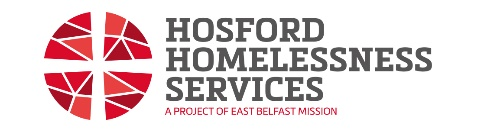 HOSFORD
HOMELESSNESS
SERVICES
A PROJECT OF EAST BELFAST MISSION